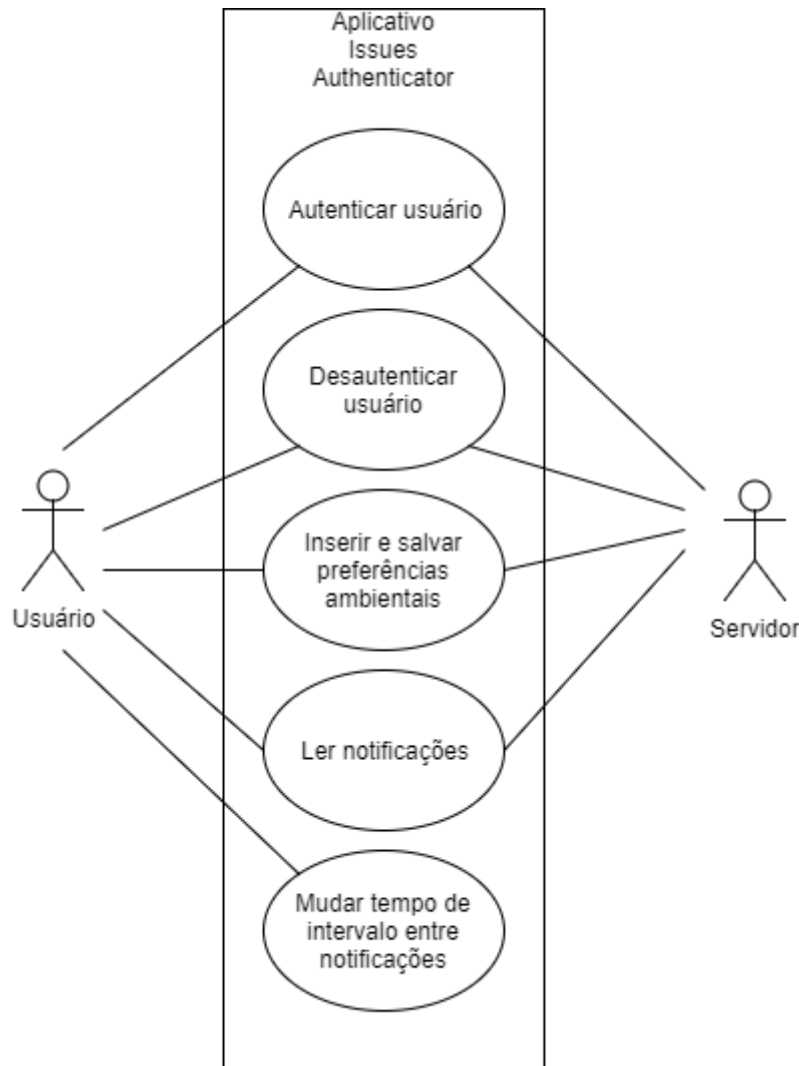 Aplicativo
Issues
Authenticator
Autenticar usuário
Desautenticar
usuário
Inserir e salvar
preferências
ambientais
Usuário
Servidor
Ler notificações
Mudar tempo de
intervalo entre
notificações